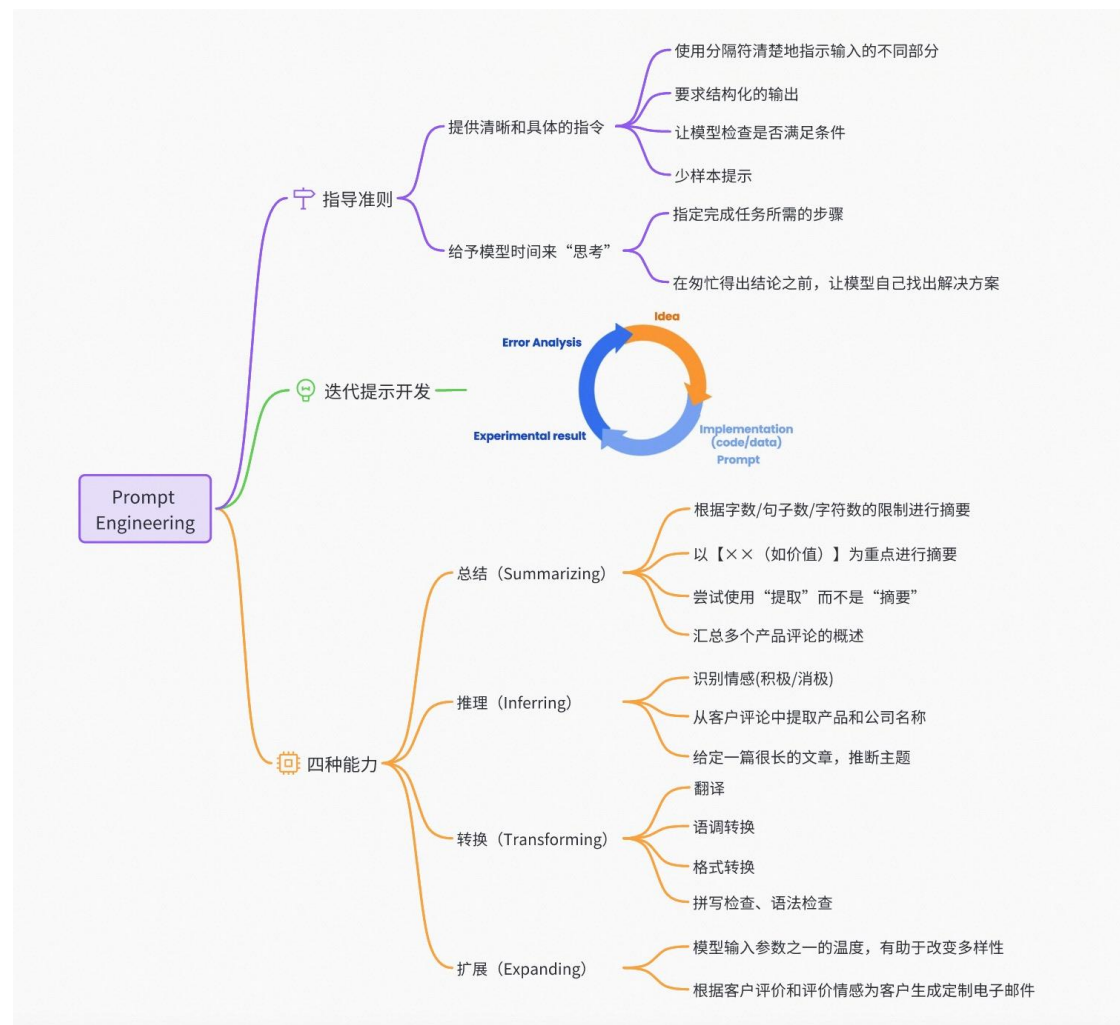 使用分隔符清楚地指示输入的不同部分
要求结构化的输出
提供清晰和具体的指令
让模型检查是否满足条件
少样本提示
指导准则
指定完成任务所需的步骤
给予模型时间来“思考”
在匆忙得出结论之前，让模型自己找出解决方案
Idea
Error Analysis
迭代提示开发
Experimental result
Implementation
(code/data)
Prompt
Prompt
Engineering
根据字数/句子数/字符数的限制进行摘要
以【××（如价值）】为重点进行摘要
总结（Summarizing）
尝试使用“提取”而不是“摘要”
汇总多个产品评论的概述
识别情感(积极/消极)
推理（Inferring）
从客户评论中提取产品和公司名称
给定一篇很长的文章，推断主题
四种能力
翻译
语调转换
转换（Transforming）
格式转换
拼写检查、语法检查
模型输入参数之一的温度，有助于改变多样性
扩展（Expanding）
根据客户评价和评价情感为客户生成定制电子邮件